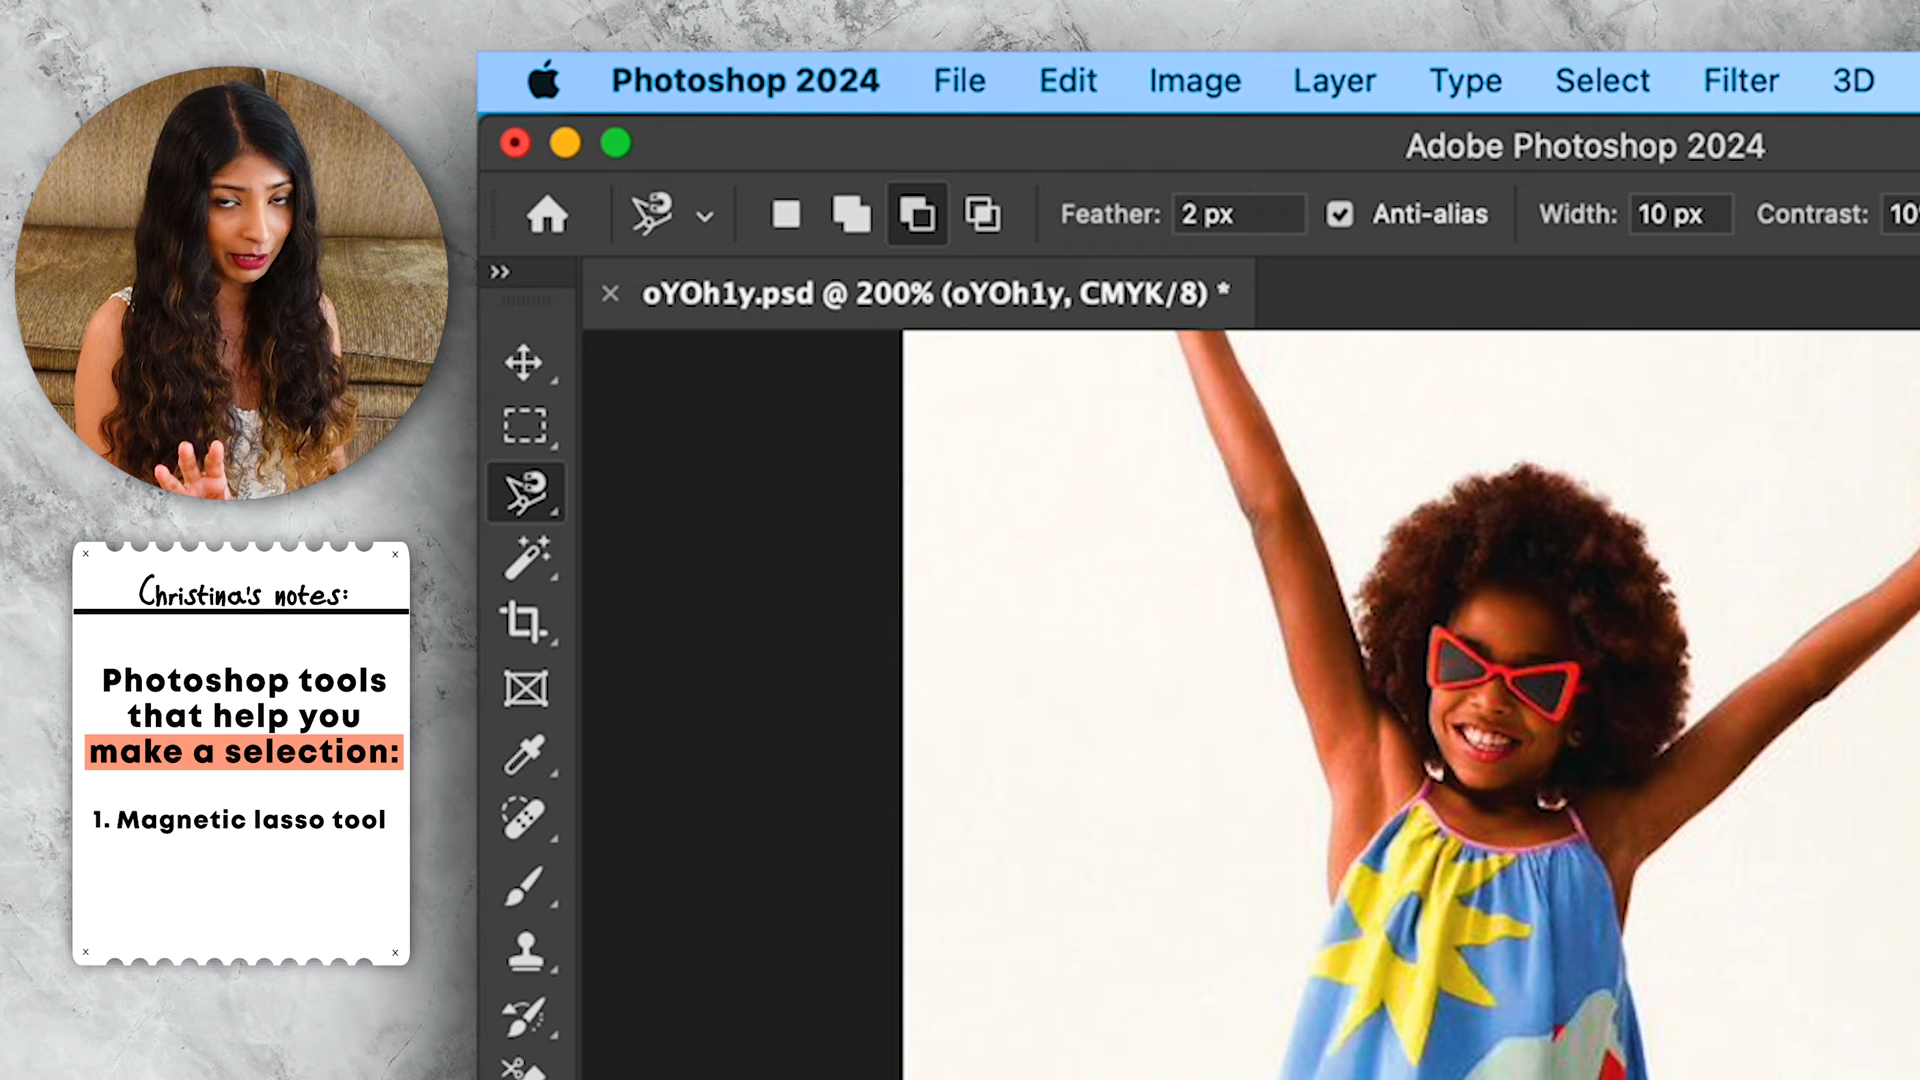 Photoshop 2024 File Edit Image Layer Type Select Filter 3D
Adobe Photoshop 2024
Feather: 2 px Anti-alias Width: 10 px Contrast:
oYOh1y.psd @ 200% (oYOh1y, CMYK/8) *
Christina's notes:
Photoshop tools
that help you
make a selection:
1. Magnetic lasso tool